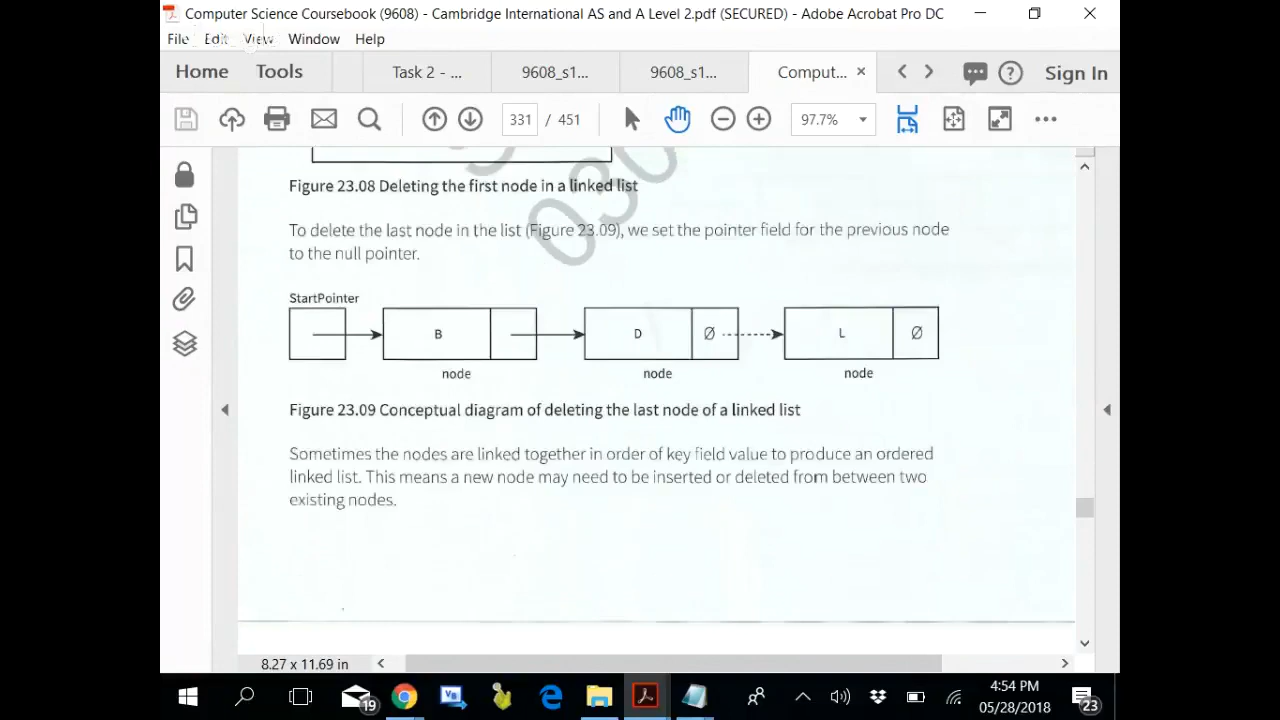 Computer Science Coursebook (9608) - Cambridge International AS and A Level 2.pdf (SECURED) - Adobe Acrobat Pro DC
File Edit View Window Help
Home Tools Task 2 - ... 9608_s1... 9608_s1... Comput... × Sign In
331 / 451 97.7%
030
Figure 23.08 Deleting the first node in a linked list
To delete the last node in the list (Figure 23.09), we set the pointer field for the previous node
to the null pointer.
StartPointer
B D Ø L Ø
node node node
Figure 23.09 Conceptual diagram of deleting the last node of a linked list
Sometimes the nodes are linked together in order of key field value to produce an ordered
linked list. This means a new node may need to be inserted or deleted from between two
existing nodes.
8.27 x 11.69 in
19
4:54 PM
05/28/2018
23